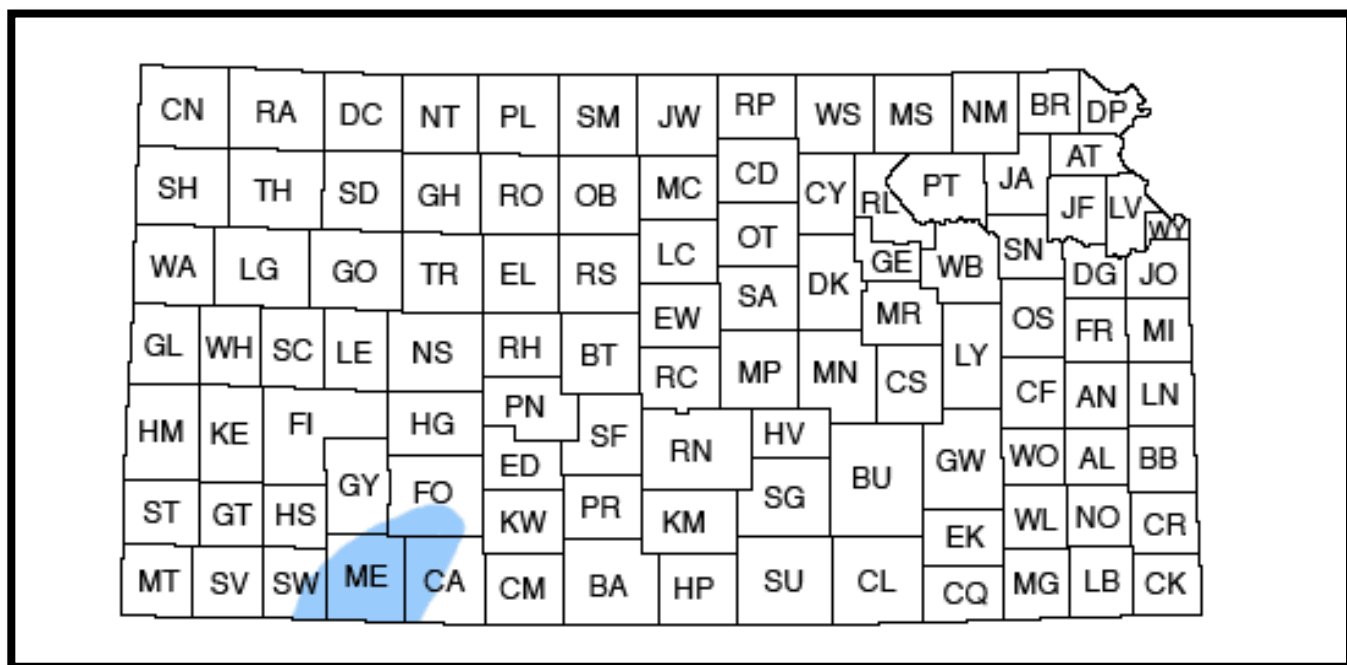 CN RA DC NT PL SM JW RP WS MS NM BR DP
AT
SH TH SD GH RO OB MC CD CY RL PT JA JF LV
WY
WA LG GO TR EL RS LC OT DK GE WB SN DG JO
SA
GL WH SC LE NS RH BT EW MR OS FR MI
RC MP MN CS LY
HM KE FI HG PN SF RN HV CF AN LN
GY FO ED SG BU GW WO AL BB
ST GT HS KW PR KM EK WL NO CR
MT SV SW ME CA CM BA HP SU CL CQ MG LB CK